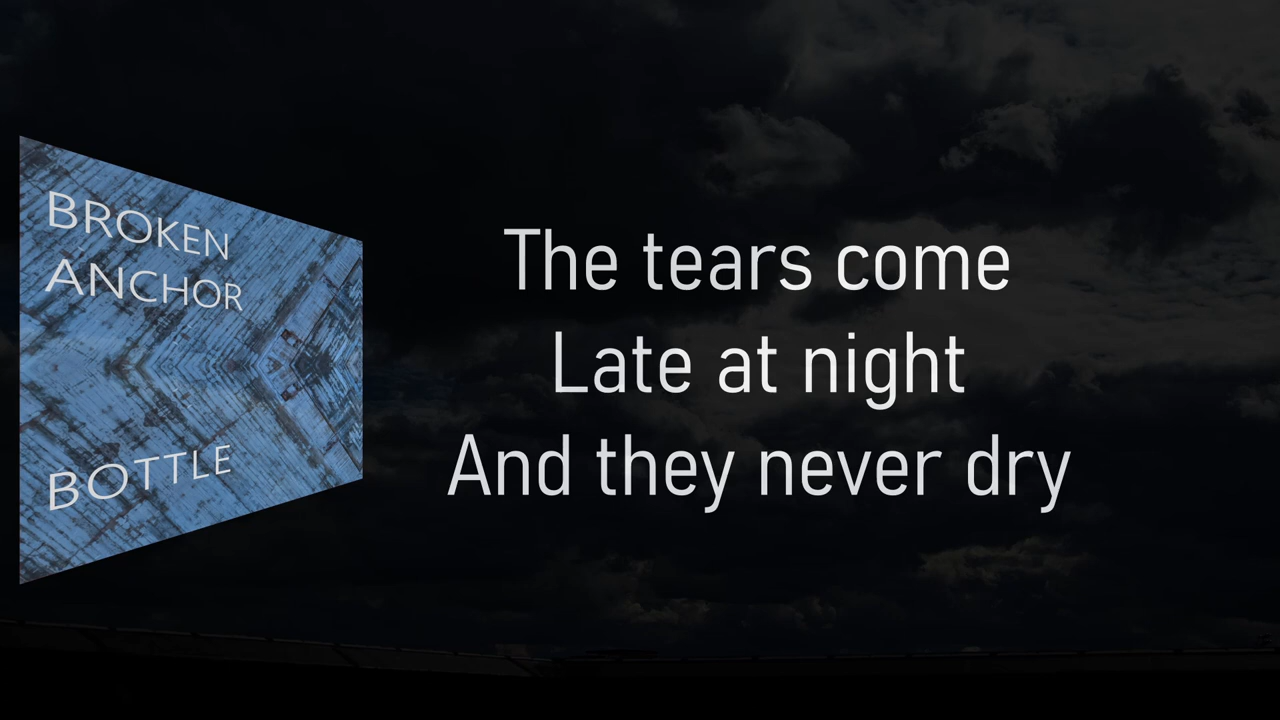 BROKEN
ANCHOR
BOTTLE
The tears come
Late at night
And they never dry